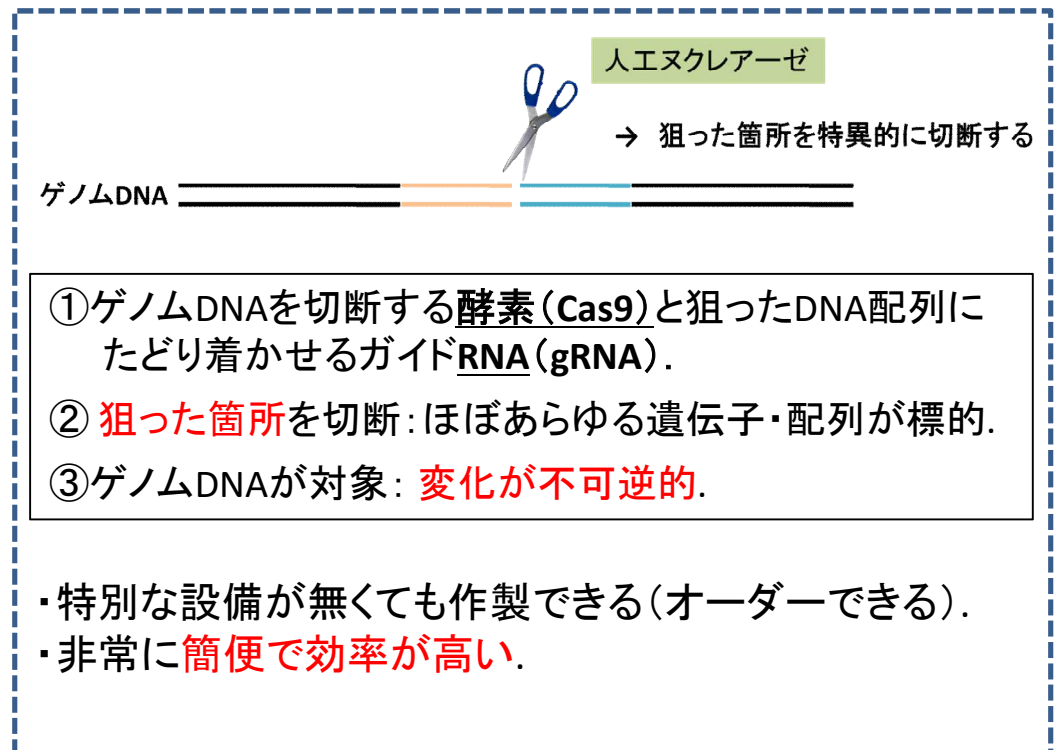 人工ヌクレアーゼ
→ 狙った箇所を特異的に切断する
ゲノムDNA
①ゲノムDNAを切断する酵素(Cas9)と狙ったDNA配列に
たどり着かせるガイドRNA(gRNA).
② 狙った箇所を切断:ほぼあらゆる遺伝子・配列が標的.
③ゲノムDNAが対象: 変化が不可逆的.
・特別な設備が無くても作製できる(オーダーできる).
・非常に簡便で効率が高い.